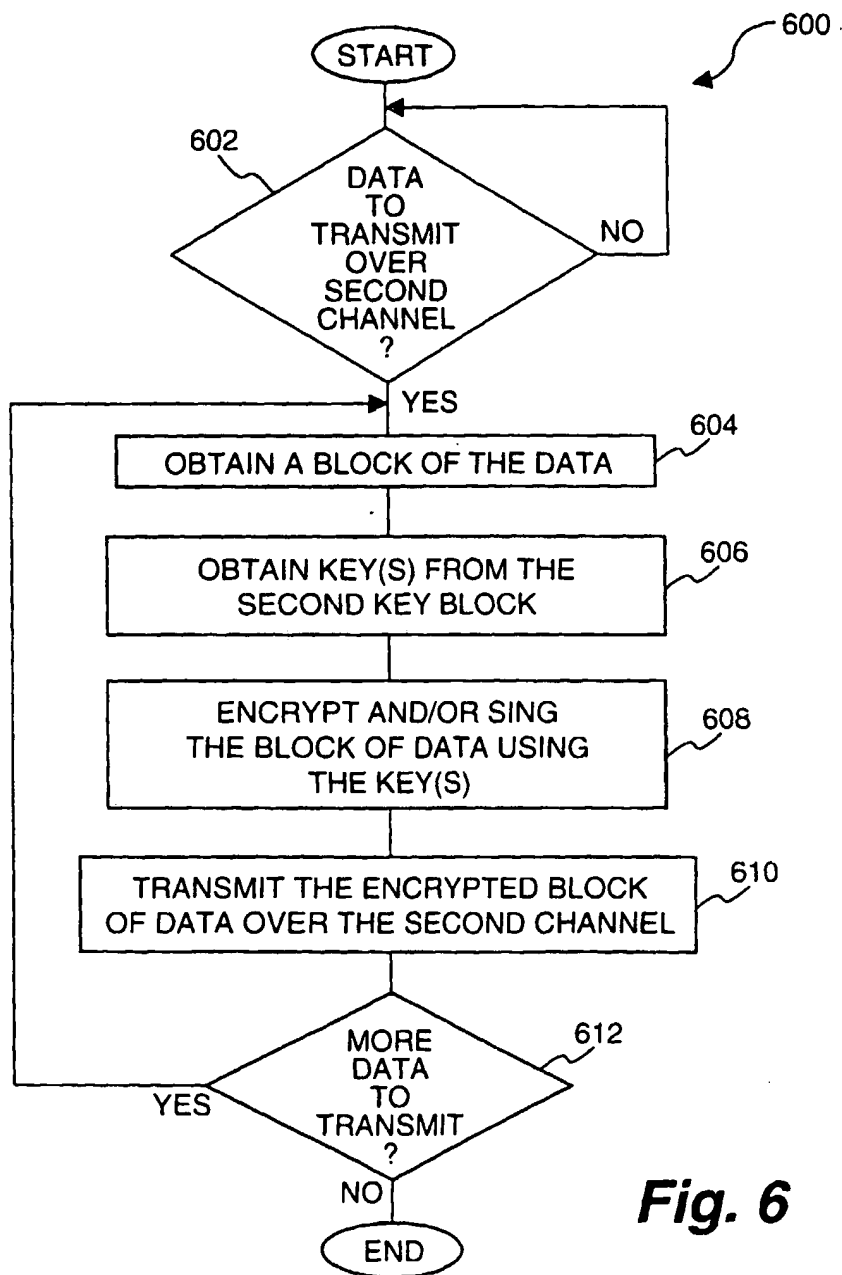 600
START
602
DATA
TO
TRANSMIT
OVER
SECOND
CHANNEL
?
NO
YES
604
OBTAIN A BLOCK OF THE DATA
606
OBTAIN KEY(S) FROM THE
SECOND KEY BLOCK
608
ENCRYPT AND/OR SING
THE BLOCK OF DATA USING
THE KEY(S)
610
TRANSMIT THE ENCRYPTED BLOCK
OF DATA OVER THE SECOND CHANNEL
612
MORE
DATA
TO
TRANSMIT
?
YES
NO
END
Fig. 6